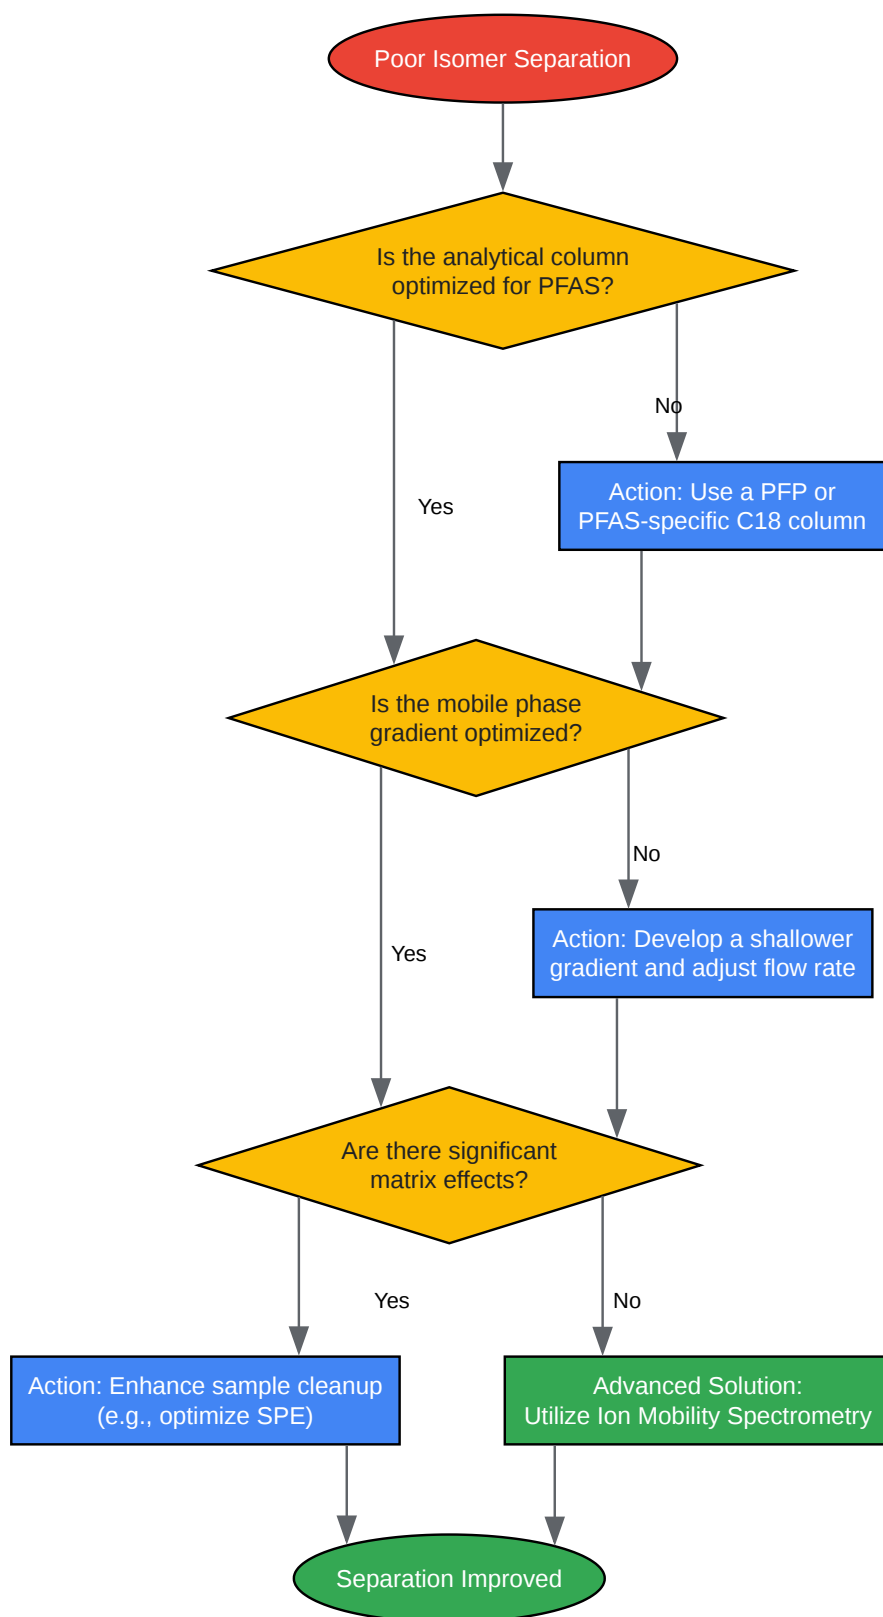 Poor Isomer Separation
Is the analytical column
optimized for PFAS?
No
Action: Use a PFP or
PFAS-specific C18 column
Yes
Is the mobile phase
gradient optimized?
No
Action: Develop a shallower
gradient and adjust flow rate
Yes
Are there significant
matrix effects?
Yes
No
Action: Enhance sample cleanup
(e.g., optimize SPE)
Advanced Solution:
Utilize Ion Mobility Spectrometry
Separation Improved